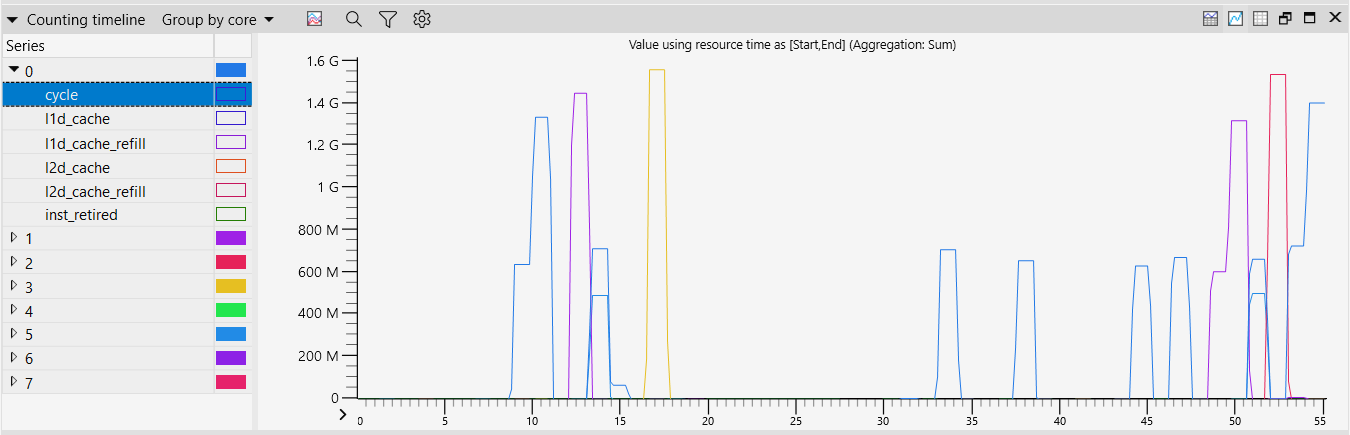 Counting timeline Group by core
Series
Value using resource time as [Start,End] (Aggregation: Sum)
0
cycle
l1d_cache
l1d_cache_refill
l2d_cache
l2d_cache_refill
inst_retired
1
2
3
4
5
6
7
1.6 G
1.4 G
1.2 G
1 G
800 M
600 M
400 M
200 M
0
0 5 10 15 20 25 30 35 40 45 50 55